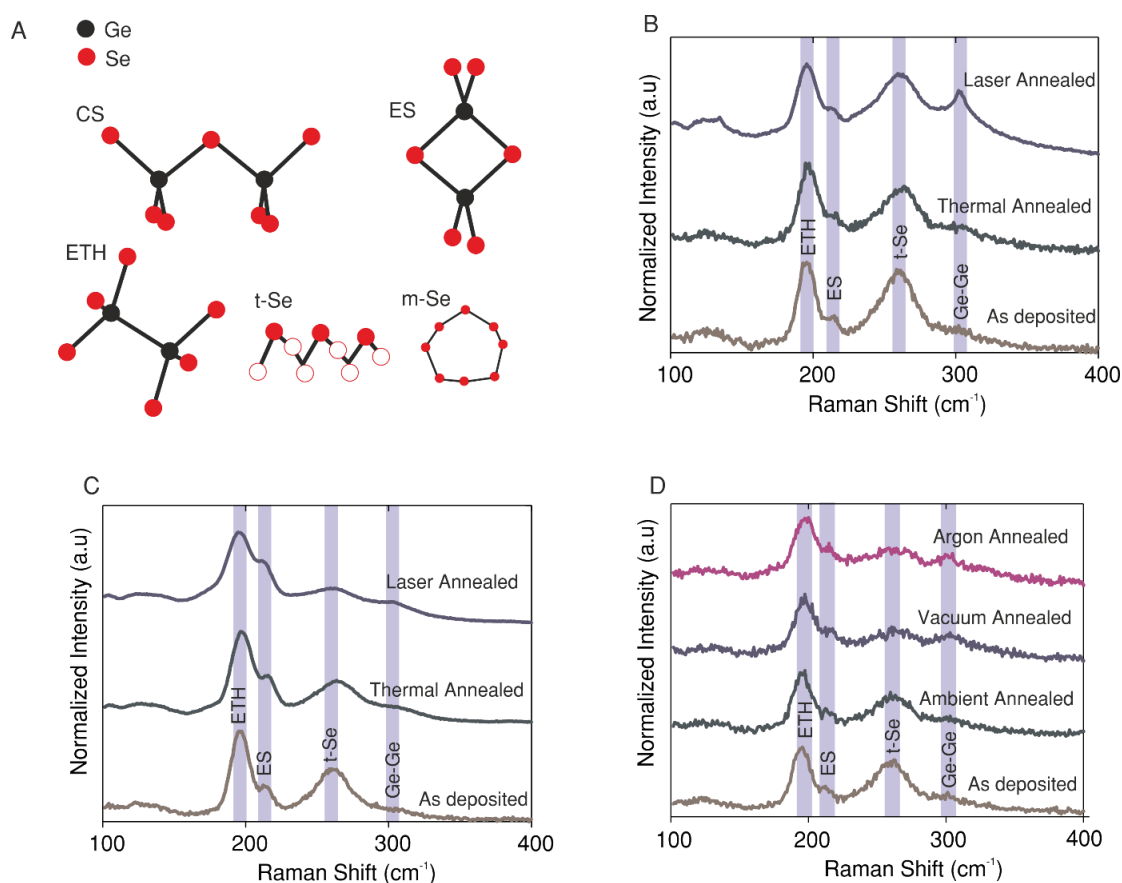 A
Ge
Se
CS
ES
ETH
t-Se
m-Se
B
Normalized Intensity (a.u)
Laser Annealed
Thermal Annealed
As deposited
ETH
ES
t-Se
Ge-Ge
100
200
300
400
Raman Shift (cm-1)
C
Normalized Intensity (a.u)
Laser Annealed
Thermal Annealed
As deposited
ETH
ES
t-Se
Ge-Ge
100
200
300
400
Raman Shift (cm-1)
D
Normalized Intensity (a.u)
Argon Annealed
Vacuum Annealed
Ambient Annealed
As deposited
ETH
ES
t-Se
Ge-Ge
100
200
300
400
Raman Shift (cm-1)